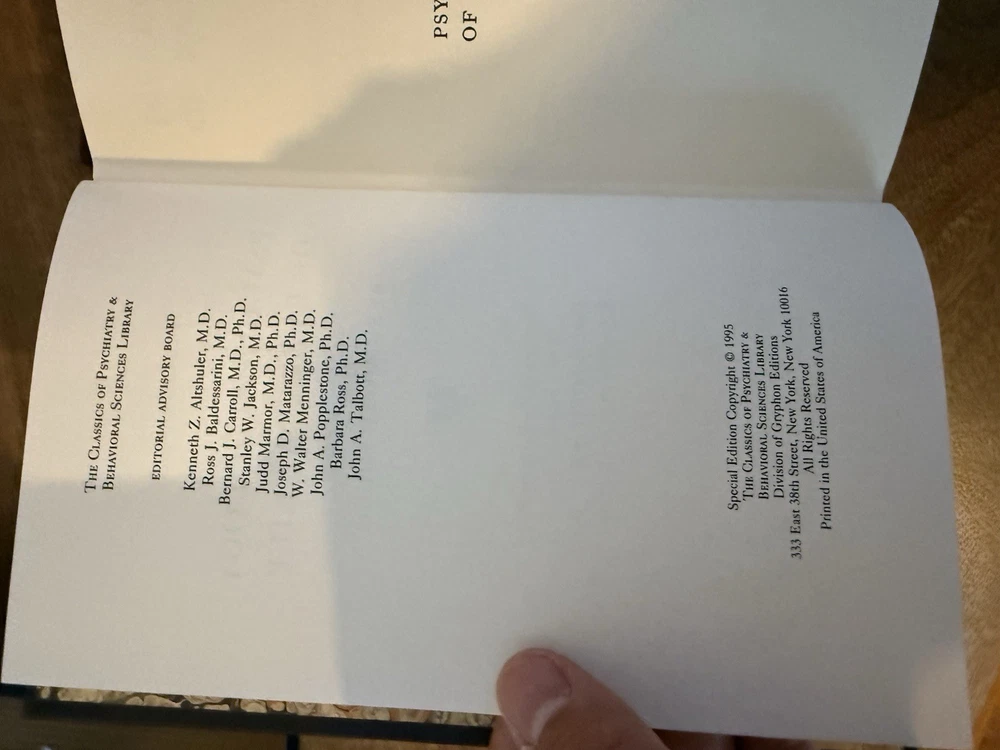 THE CLASSICS OF PSYCHIATRY &
BEHAVIORAL SCIENCES LIBRARY
EDITORIAL ADVISORY BOARD
Kenneth Z. Altshuler, M.D.
Ross J. Baldessarini, M.D.
Bernard J. Carroll, M.D., Ph.D.
Stanley W. Jackson, M.D.
Judd Marmor, M.D., Ph.D.
Joseph D. Matarazzo, Ph.D.
W. Walter Menninger, M.D.
John A. Popplestone, Ph.D.
Barbara Ross, Ph.D.
John A. Talbott, M.D.
Special Edition Copyright © 1995
THE CLASSICS OF PSYCHIATRY &
BEHAVIORAL SCIENCES LIBRARY
Division of Gryphon Editions
333 East 38th Street, New York, New York 10016
All Rights Reserved
Printed in the United States of America
PSY
OF